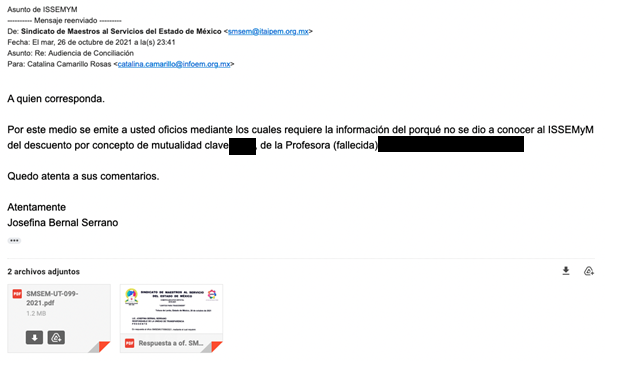 Asunto de ISSEMYM
---------- Mensaje reenviado ---------
De: Sindicato de Maestros al Servicios del Estado de México <smsem@itaipem.org.mx>
Fecha: El mar, 26 de octubre de 2021 a la(s) 23:41
Asunto: Re: Audiencia de Conciliación
Para: Catalina Camarillo Rosas <catalina.camarillo@infoem.org.mx>
A quien corresponda.
Por este medio se emite a usted oficios mediante los cuales requiere la información del porqué no se dio a conocer al ISSEMyM
del descuento por concepto de mutualidad clave , de la Profesora (fallecida)
Quedo atenta a sus comentarios.
Atentamente
Josefina Bernal Serrano
2 archivos adjuntos
PDF SMSEM-UT-099-
2021.pdf
1.2 MB
SINDICATO DE MAESTROS AL SERVICIO
DEL ESTADO DE MÉXICO
PDF Respuesta a of. SM...